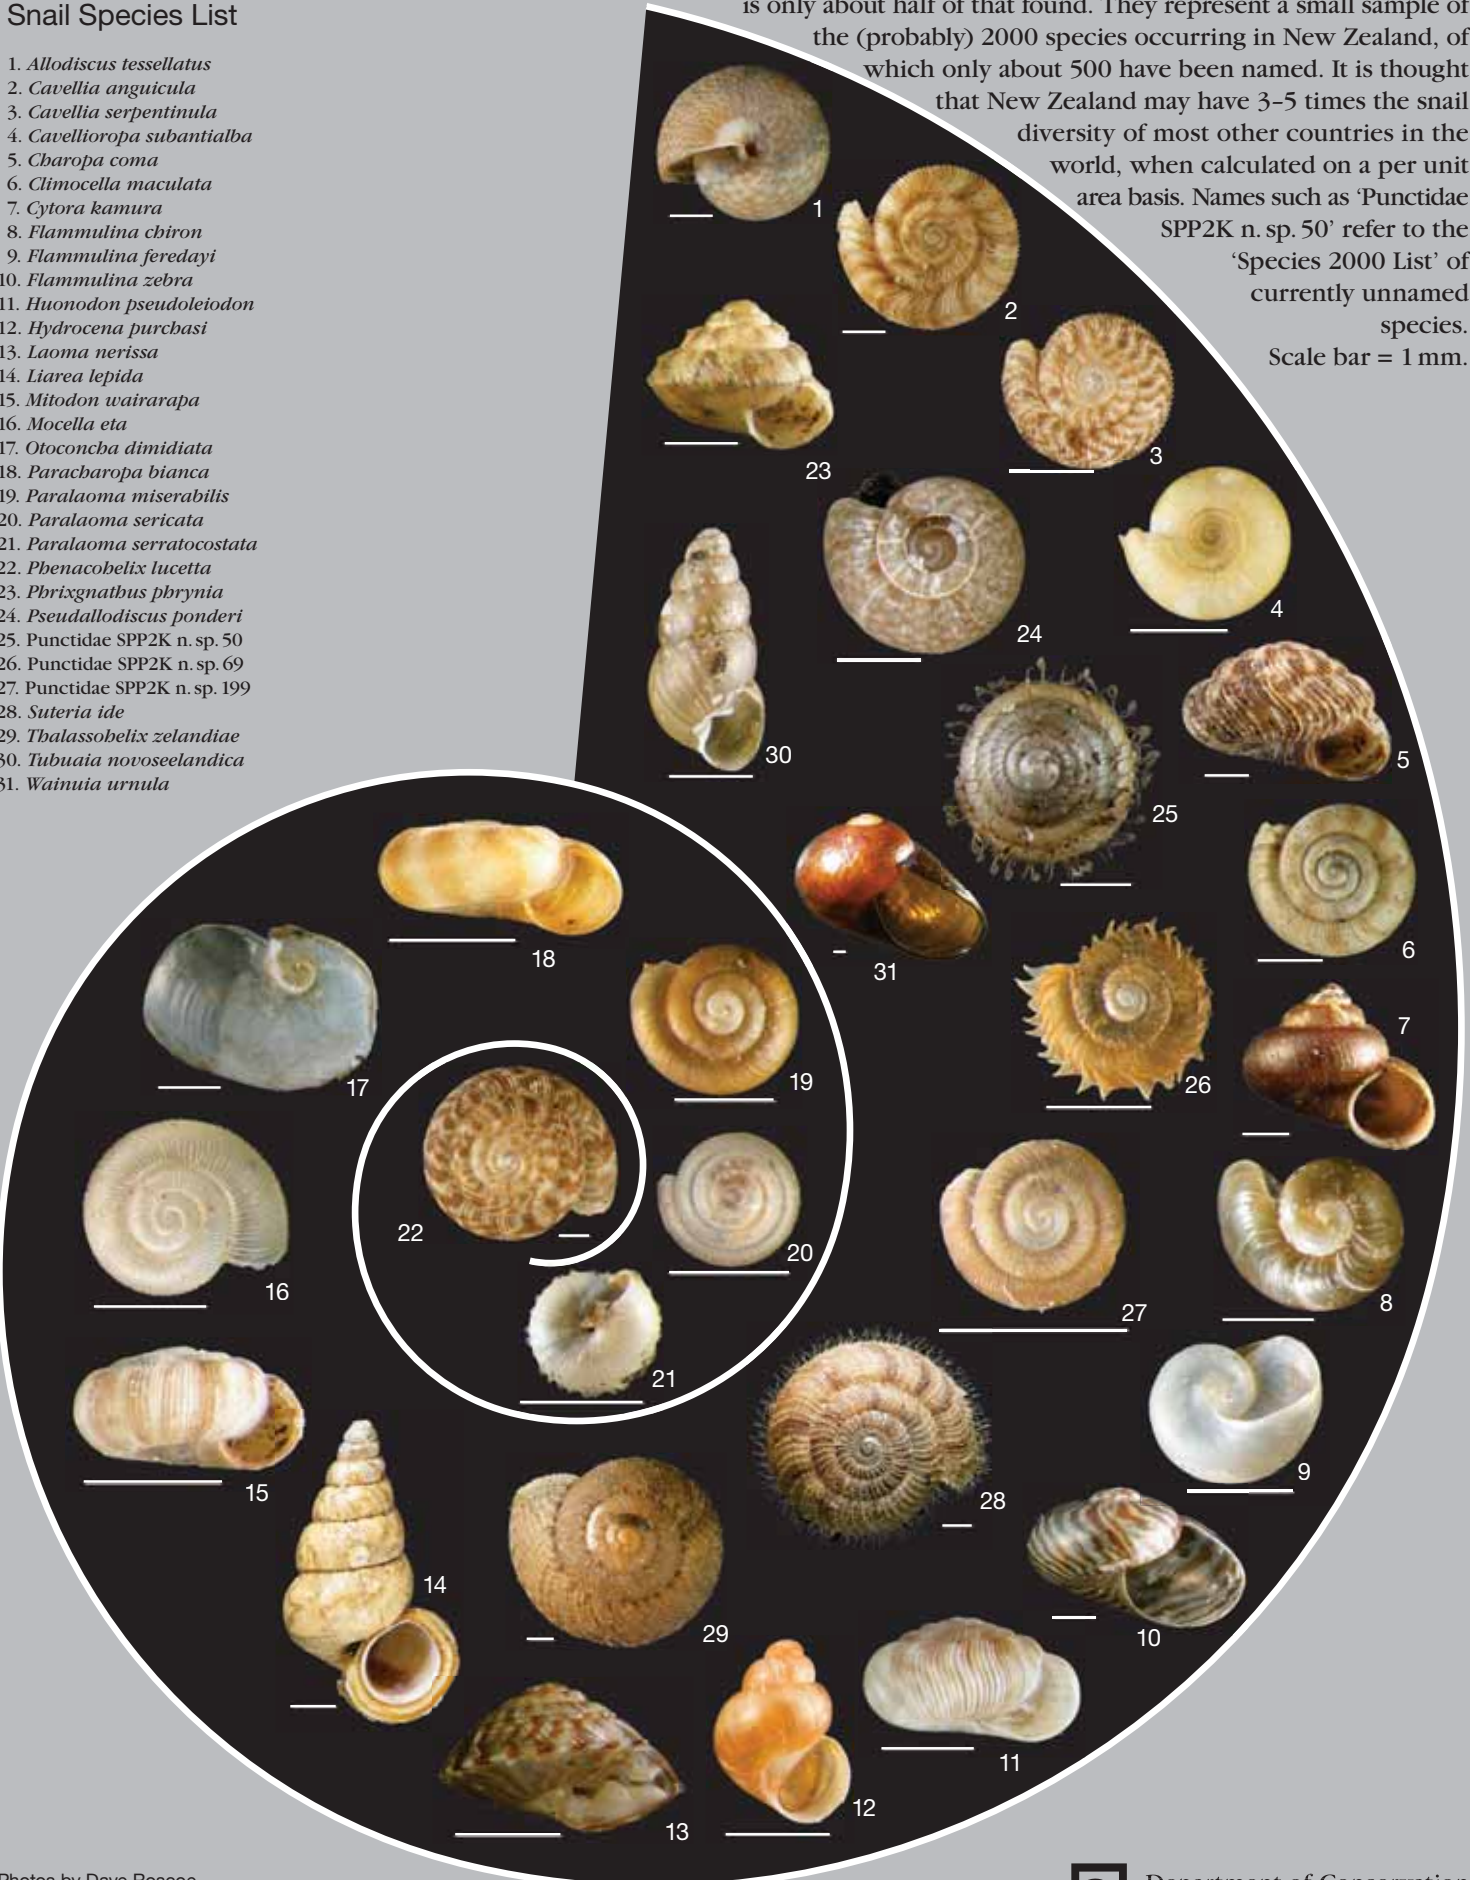 Snail Species List
1. Allodiscus tessellatus
2. Cavellia anguicula
3. Cavellia serpentinula
4. Cavellioropa subantialba
5. Charopa coma
6. Climocella maculata
7. Cytora kamura
8. Flammulina chiron
9. Flammulina feredayi
10. Flammulina zebra
11. Huonodon pseudoleiodon
12. Hydrocena purchasi
13. Laoma nerissa
14. Liarea lepida
15. Mitodon wairarapa
16. Mocella eta
17. Otoconcha dimidiata
18. Paracharopa bianca
19. Paralaoma miserabilis
20. Paralaoma sericata
21. Paralaoma serratocostata
22. Phenacohelix lucetta
23. Phrixgnathus phrynia
24. Pseudallodiscus ponderi
25. Punctidae SPP2K n. sp. 50
26. Punctidae SPP2K n. sp. 69
27. Punctidae SPP2K n. sp. 199
28. Suteria ide
29. Thalassohelix zelandiae
30. Tubuaia novoseelandica
31. Wainuia urnula
is only about half of that found. They represent a small sample of
the (probably) 2000 species occurring in New Zealand, of
which only about 500 have been named. It is thought
that New Zealand may have 3–5 times the snail
diversity of most other countries in the
world, when calculated on a per unit
area basis. Names such as ‘Punctidae
SPP2K n. sp. 50’ refer to the
‘Species 2000 List’ of
currently unnamed
species.
Scale bar = 1 mm.
1
2
23
3
24
4
30
5
25
6
31
18
7
17
19
26
22
20
16
27
8
21
9
15
28
14
29
10
11
12
13
Photos by Dave Roscoe
Department of Conservation